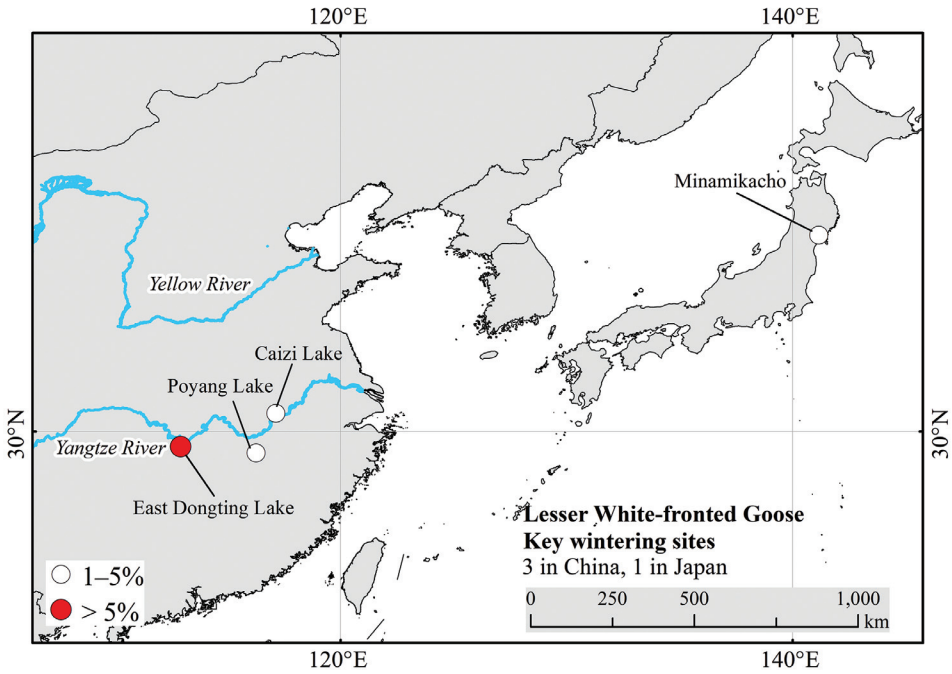 120°E
140°E
Minamikacho
Yellow River
Caizi Lake
Poyang Lake
30°N
30°N
Yangtze River
East Dongting Lake
Lesser White-fronted Goose
Key wintering sites
3 in China, 1 in Japan
1–5%
> 5%
0 250 500 1,000
km
120°E
140°E